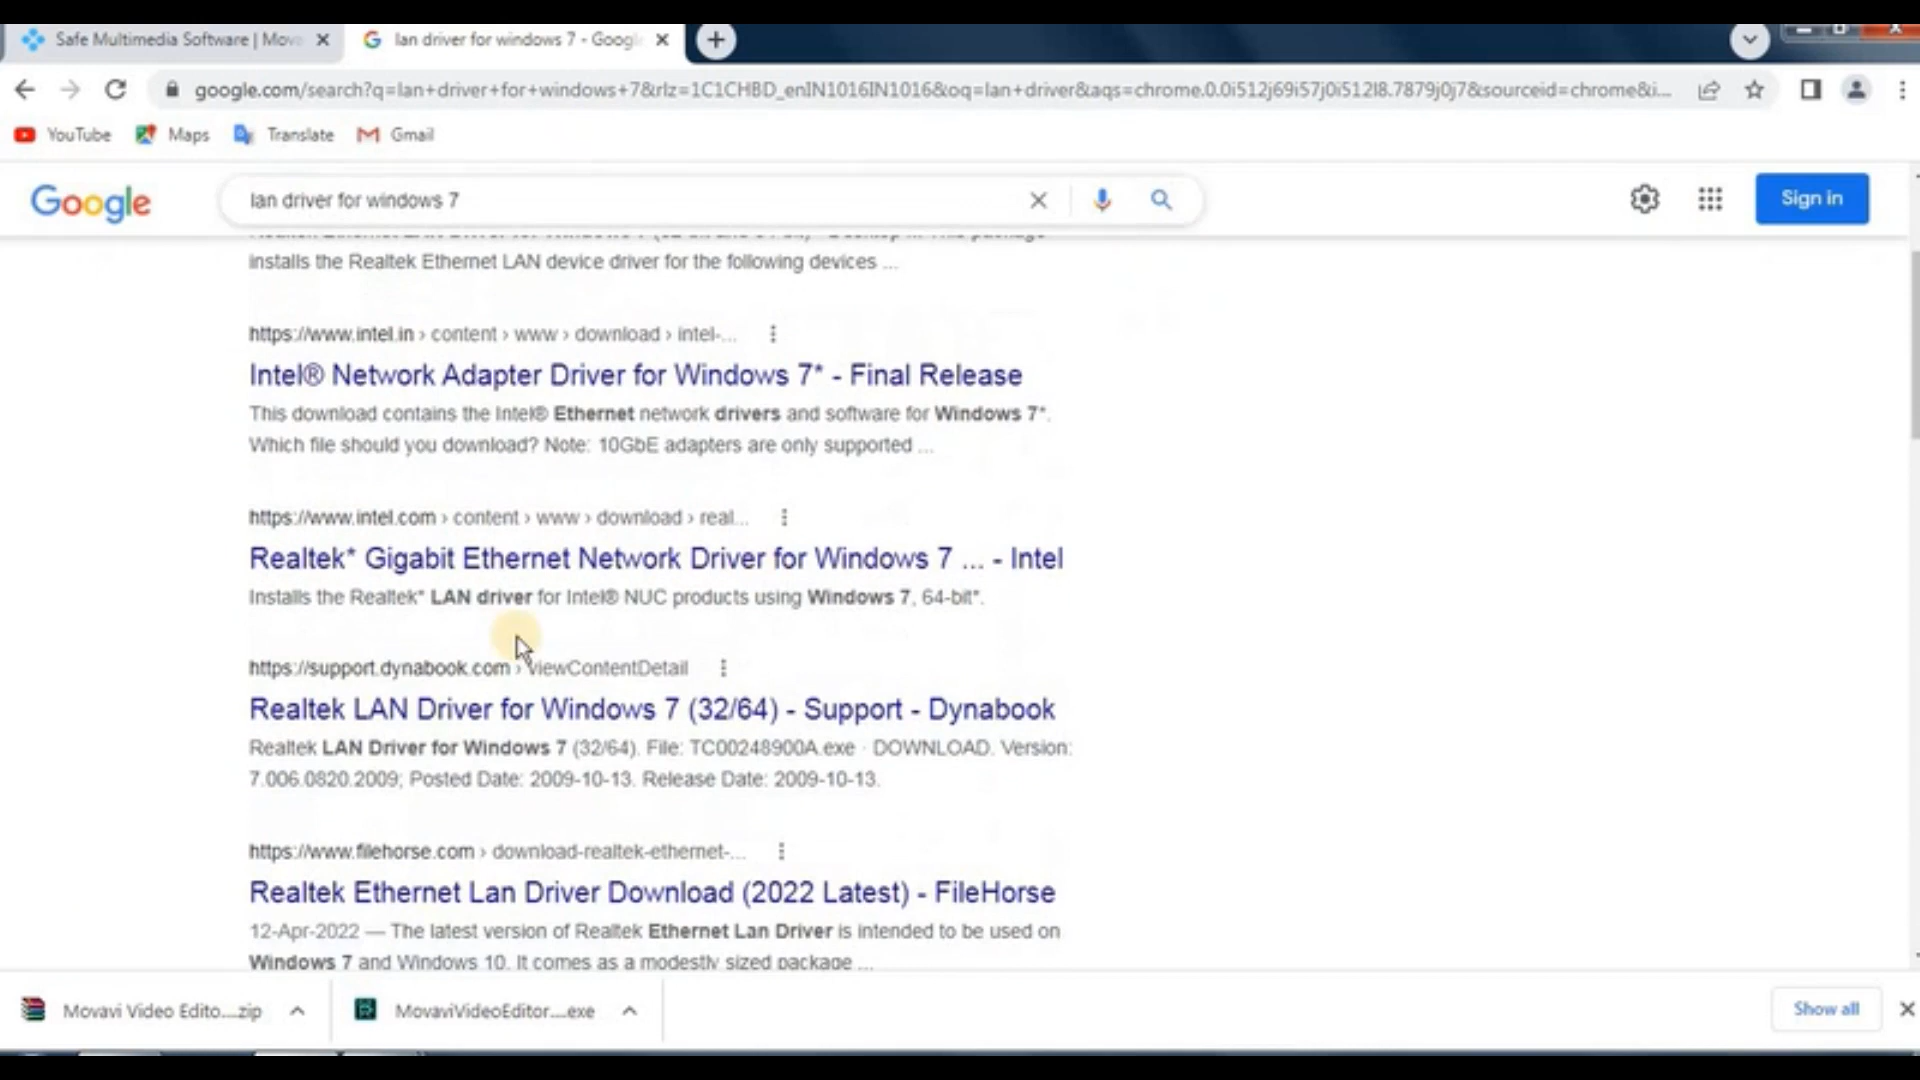 Safe Multimedia Software | Mova
lan driver for windows 7 - Googl
google.com/search?q=lan+driver+for+windows+7&rlz=1C1CHBD_enIN1016IN1016&oq=lan+driver&aqs=chrome.0.0i512j69i57j0i512l8.7879j0j7&sourceid=chrome&i...
YouTube Maps Translate Gmail
Google
lan driver for windows 7
Sign in
installs the Realtek Ethernet LAN device driver for the following devices ...
https://www.intel.in › content › www › download › intel-...
Intel® Network Adapter Driver for Windows 7* - Final Release
This download contains the Intel® Ethernet network drivers and software for Windows 7*.
Which file should you download? Note: 10GbE adapters are only supported ...
https://www.intel.com › content › www › download › real...
Realtek* Gigabit Ethernet Network Driver for Windows 7 ... - Intel
Installs the Realtek* LAN driver for Intel® NUC products using Windows 7, 64-bit*.
https://support.dynabook.com › viewContentDetail
Realtek LAN Driver for Windows 7 (32/64) - Support - Dynabook
Realtek LAN Driver for Windows 7 (32/64). File: TC00248900A.exe · DOWNLOAD. Version:
7.006.0820.2009; Posted Date: 2009-10-13. Release Date: 2009-10-13.
https://www.filehorse.com › download-realtek-ethernet-...
Realtek Ethernet Lan Driver Download (2022 Latest) - FileHorse
12-Apr-2022 — The latest version of Realtek Ethernet Lan Driver is intended to be used on
Windows 7 and Windows 10. It comes as a modestly sized package ...
Movavi Video Edito....zip
MovaviVideoEditor....exe
Show all